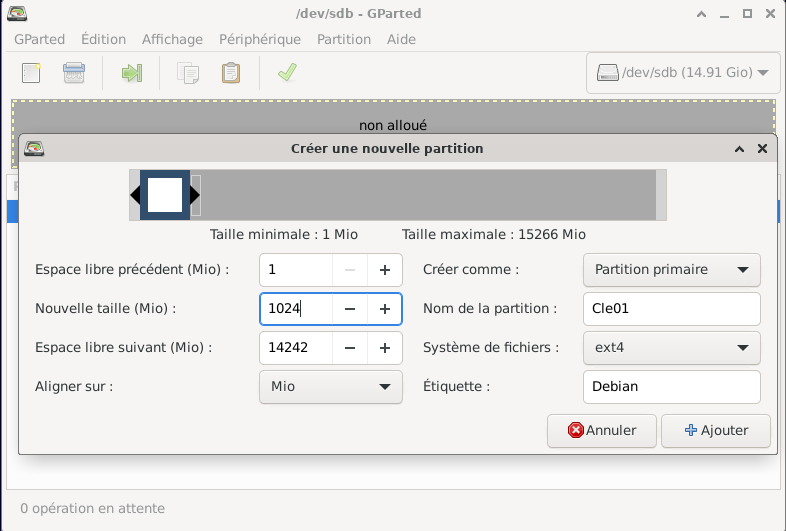 /dev/sdb - GParted
GParted Édition Affichage Périphérique Partition Aide
/dev/sdb (14.91 Gio)
non alloué
Créer une nouvelle partition
Taille minimale : 1 Mio Taille maximale : 15266 Mio
Espace libre précédent (Mio) : 1 Créer comme : Partition primaire
Nouvelle taille (Mio) : 1024 Nom de la partition : Cle01
Espace libre suivant (Mio) : 14242 Système de fichiers : ext4
Aligner sur : Mio Étiquette : Debian
Annuler Ajouter
0 opération en attente